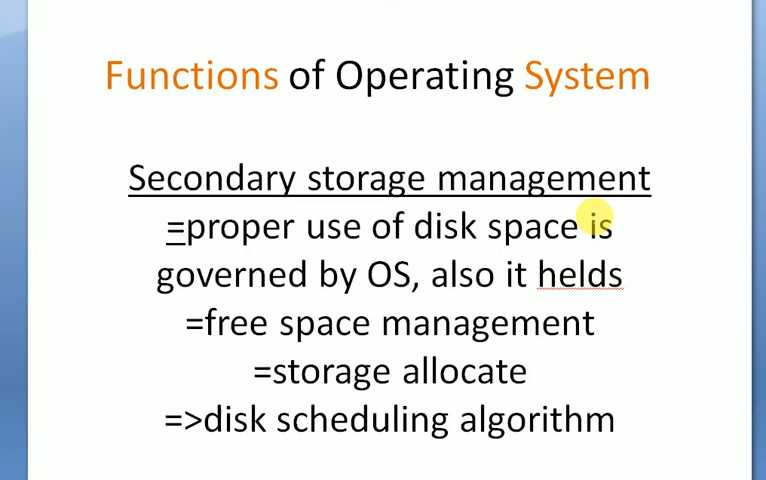 Functions of Operating System
Secondary storage management
=proper use of disk space is
governed by OS, also it helds
=free space management
=storage allocate
=>disk scheduling algorithm